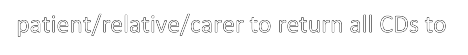 patient/relative/carer to return all CDs to